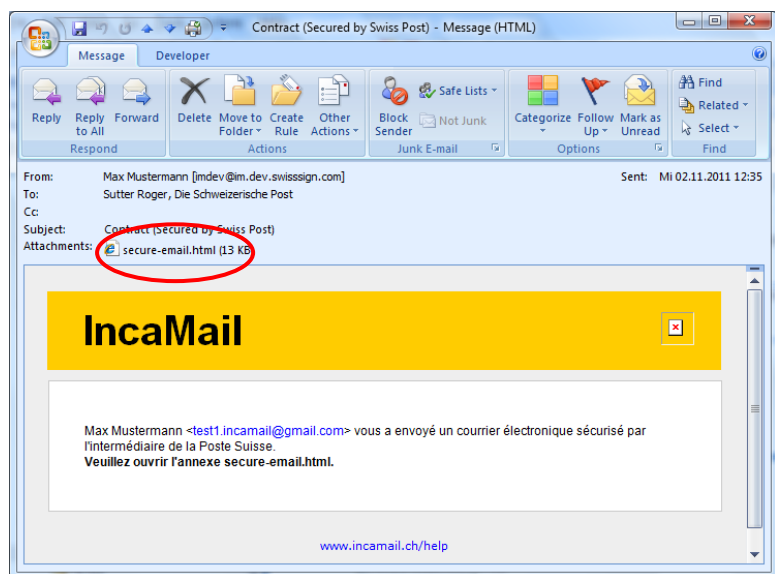 Contract (Secured by Swiss Post) - Message (HTML)
Message Developer
Reply Reply to All Forward Delete Move to Folder Create Rule Other Actions Block Sender Safe Lists Not Junk Categorize Follow Up Mark as Unread Find Related Select
Respond Actions Junk E-mail Options Find
From: Max Mustermann [imdev@im.dev.swisssign.com] Sent: Mi 02.11.2011 12:35
To: Sutter Roger, Die Schweizerische Post
Cc:
Subject: Contract (Secured by Swiss Post)
Attachments: secure-email.html (13 KB)
IncaMail
Max Mustermann <test1.incamail@gmail.com> vous a envoyé un courrier électronique sécurisé par
l'intermédiaire de la Poste Suisse.
Veuillez ouvrir l'annexe secure-email.html.
www.incamail.ch/help